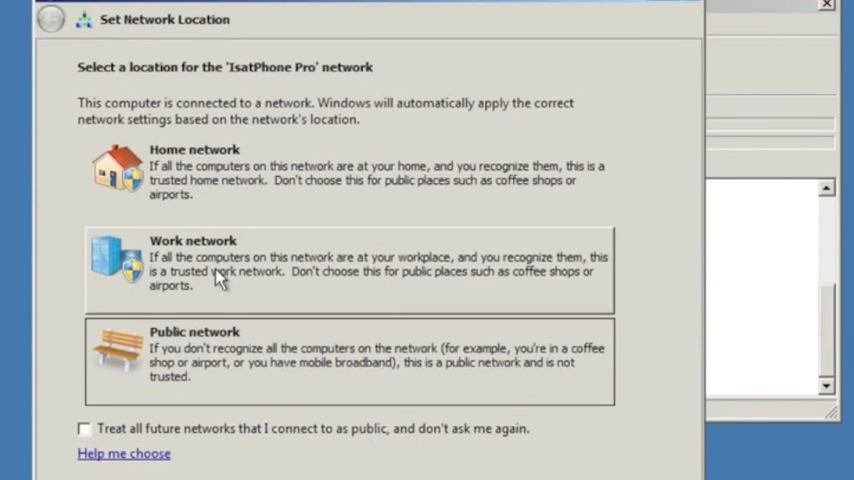 Set Network Location
Select a location for the 'IsatPhone Pro' network
This computer is connected to a network. Windows will automatically apply the correct
network settings based on the network's location.
Home network
If all the computers on this network are at your home, and you recognize them, this is a
trusted home network. Don't choose this for public places such as coffee shops or
airports.
Work network
If all the computers on this network are at your workplace, and you recognize them, this
is a trusted work network. Don't choose this for public places such as coffee shops or
airports.
Public network
If you don't recognize all the computers on the network (for example, you're in a coffee
shop or airport, or you have mobile broadband), this is a public network and is not
trusted.
Treat all future networks that I connect to as public, and don't ask me again.
Help me choose